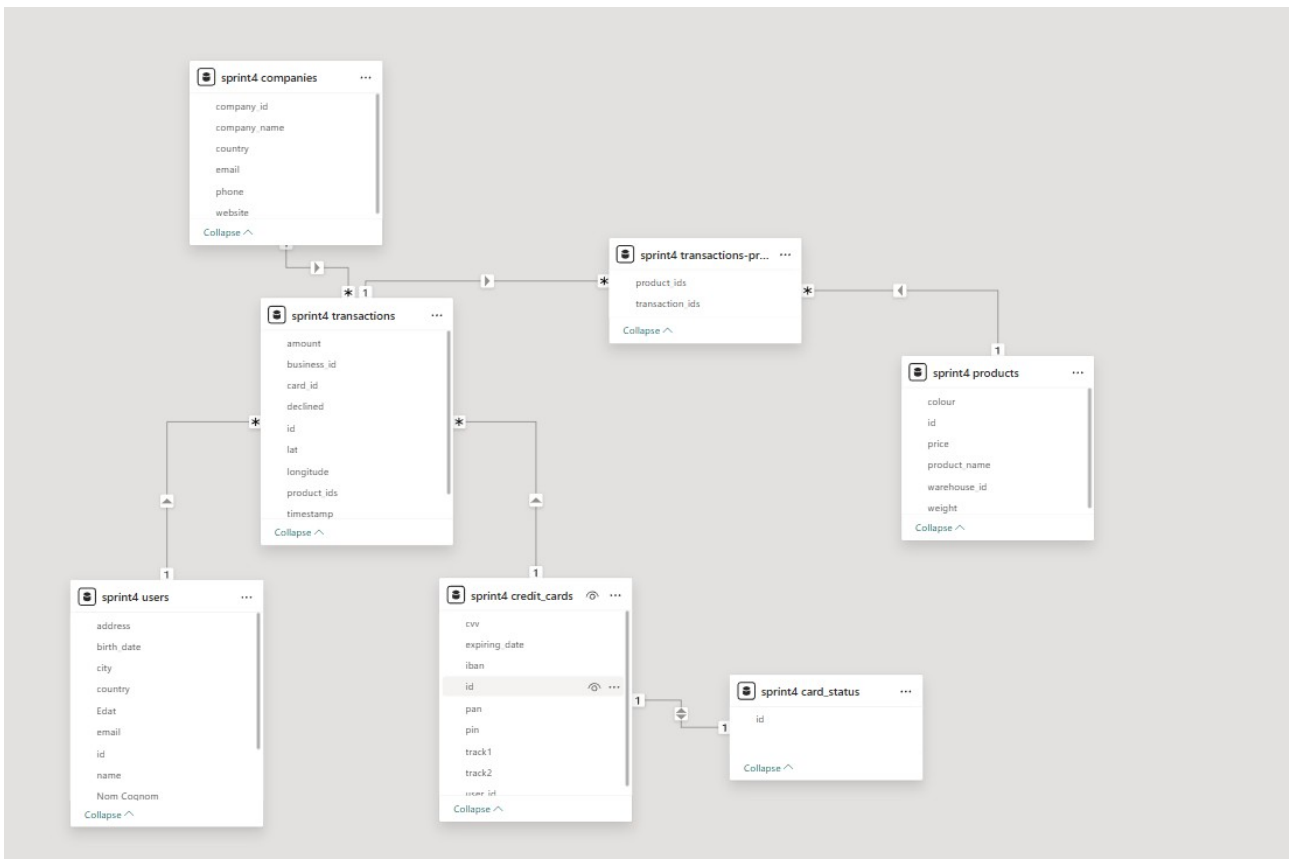 sprint4 companies
company_id
company_name
country
email
phone
website
Collapse
sprint4 transactions-pr...
product_ids
transaction_ids
Collapse
* 1
*
*
1
sprint4 transactions
amount
business_id
card_id
declined
id
lat
longitude
product_ids
timestamp
Collapse
*
*
sprint4 products
colour
id
price
product_name
warehouse_id
weight
Collapse
1
1
sprint4 users
address
birth_date
city
country
Edat
email
id
name
Nom Cognom
Collapse
sprint4 credit_cards
cvv
expiring_date
iban
id
pan
pin
track1
track2
user_id
Collapse
1
1
sprint4 card_status
id
Collapse